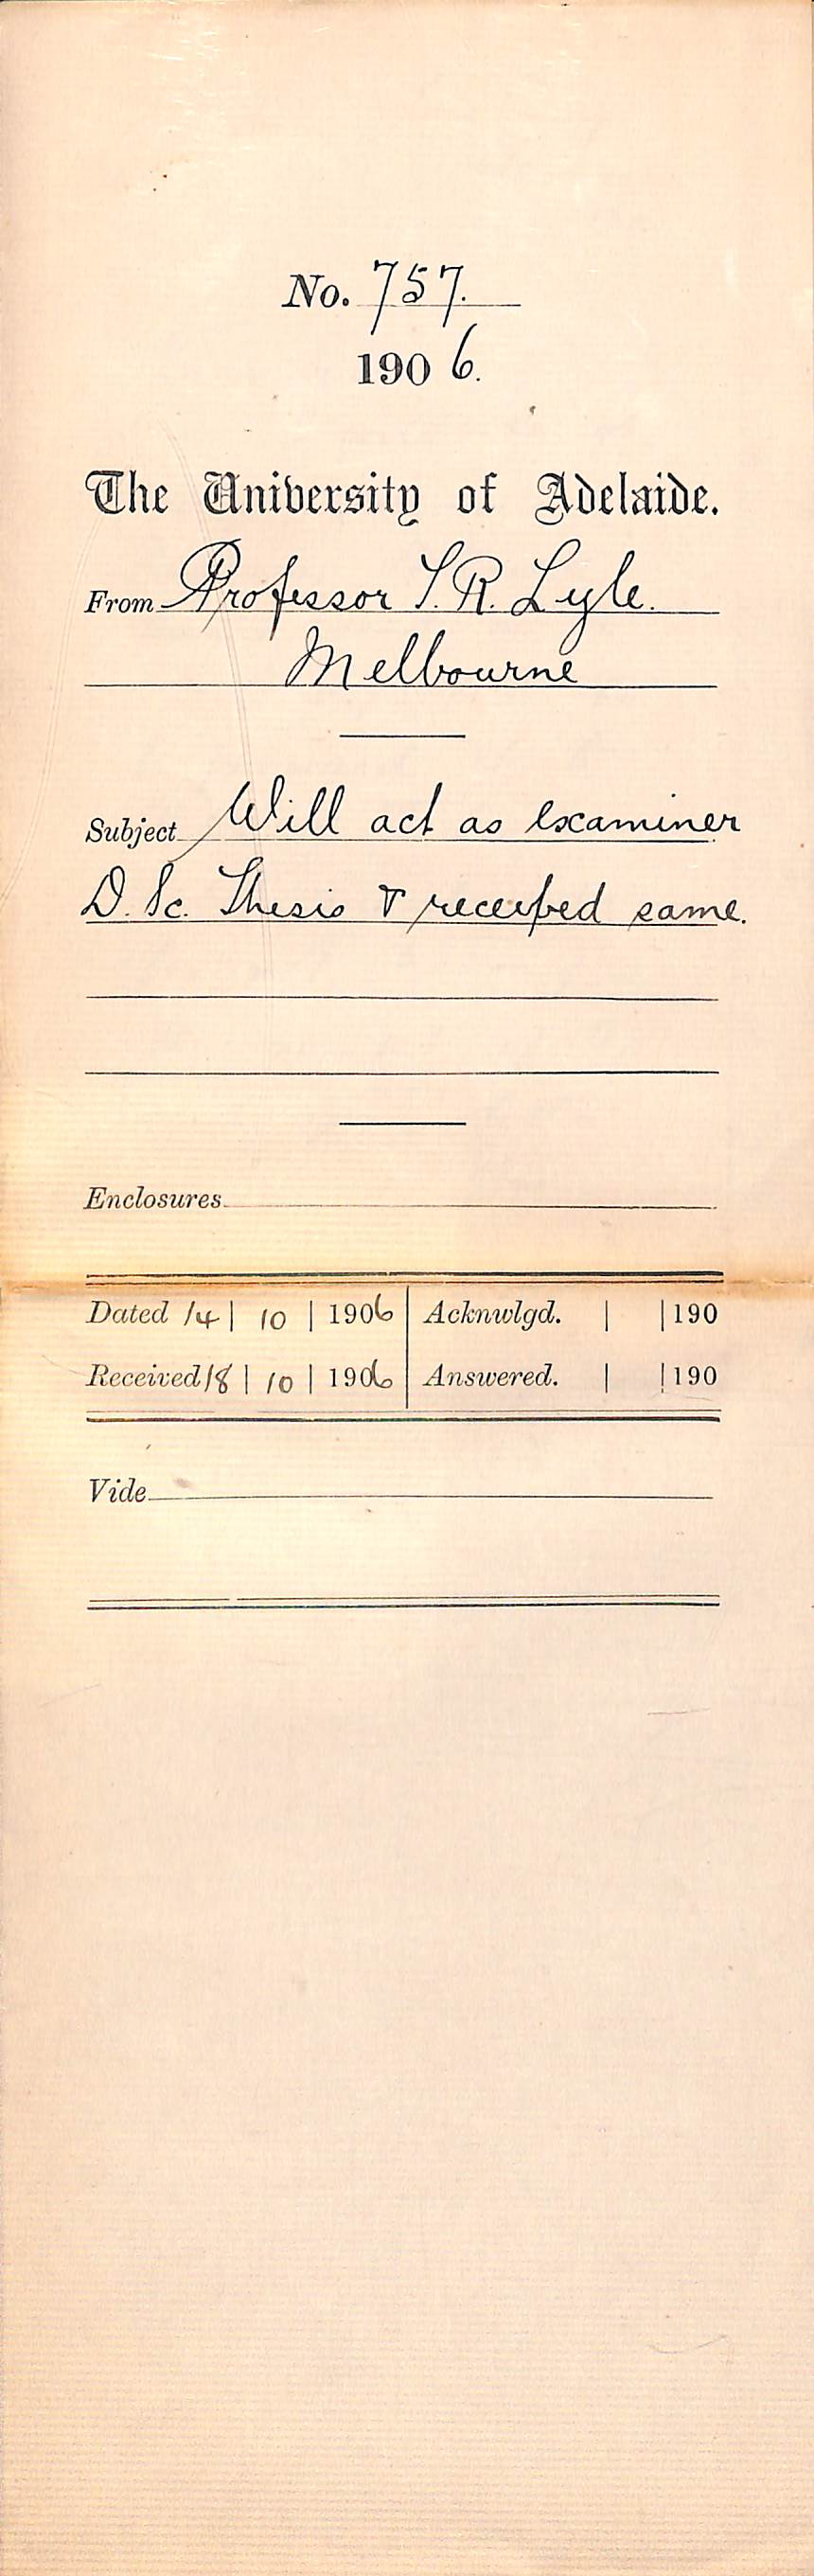 No. 757.
1906.
The University of Adelaide.
From Professor T. R. Lyle.
Melbourne
Subject Will act as examiner
D. Sc. Thesis & received same.
Enclosures
Dated 14 | 10 | 1906 Acknwlgd. | | 190
Received 18 | 10 | 1906 Answered. | | 190
Vide